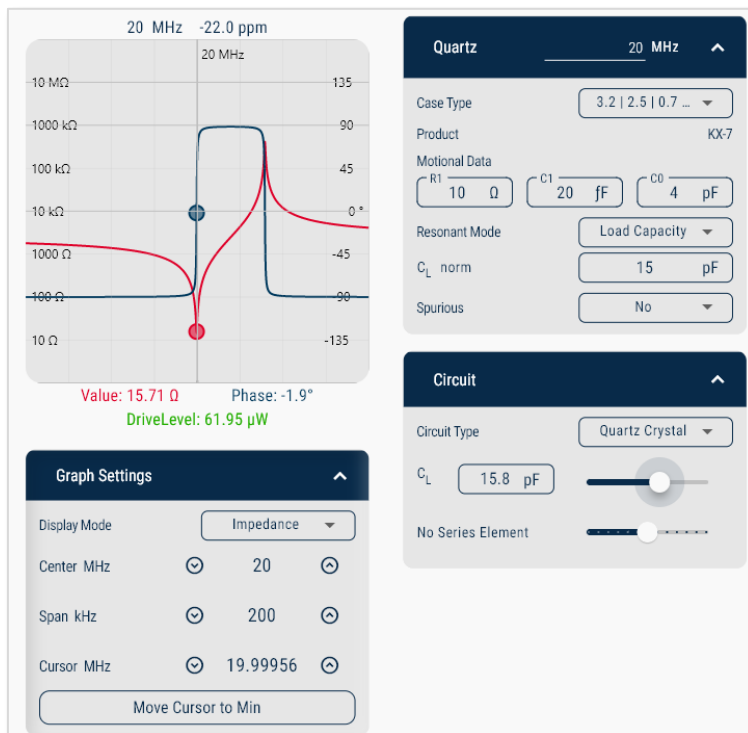 20 MHz -22.0 ppm
20 MHz
10 MΩ 135
1000 kΩ 90
100 kΩ 45
10 kΩ 0 °
1000 Ω -45
100 Ω -90
10 Ω -135
Value: 15.71 Ω Phase: -1.9°
DriveLevel: 61.95 µW
Graph Settings
Display Mode Impedance
Center MHz 20
Span kHz 200
Cursor MHz 19.99956
Move Cursor to Min
Quartz 20 MHz
Case Type 3.2 | 2.5 | 0.7 ...
Product KX-7
Motional Data
R1 C1 C0
10 Ω 20 fF 4 pF
Resonant Mode Load Capacity
CL norm 15 pF
Spurious No
Circuit
Circuit Type Quartz Crystal
CL 15.8 pF
No Series Element